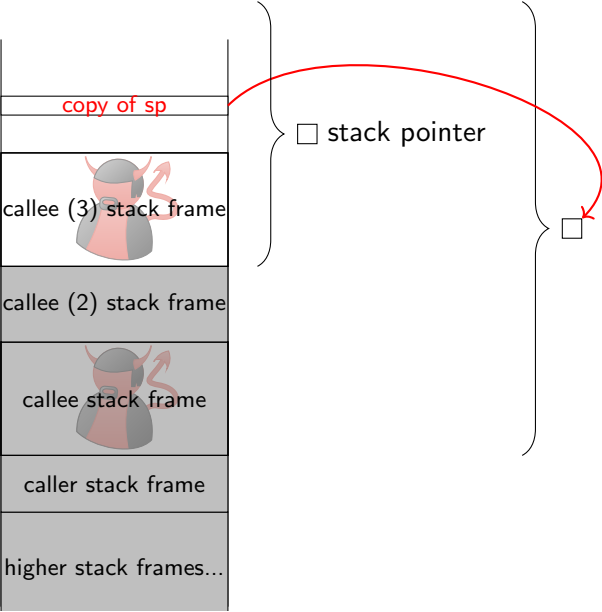 copy of sp
stack pointer
callee (3) stack frame
callee (2) stack frame
callee stack frame
caller stack frame
higher stack frames...